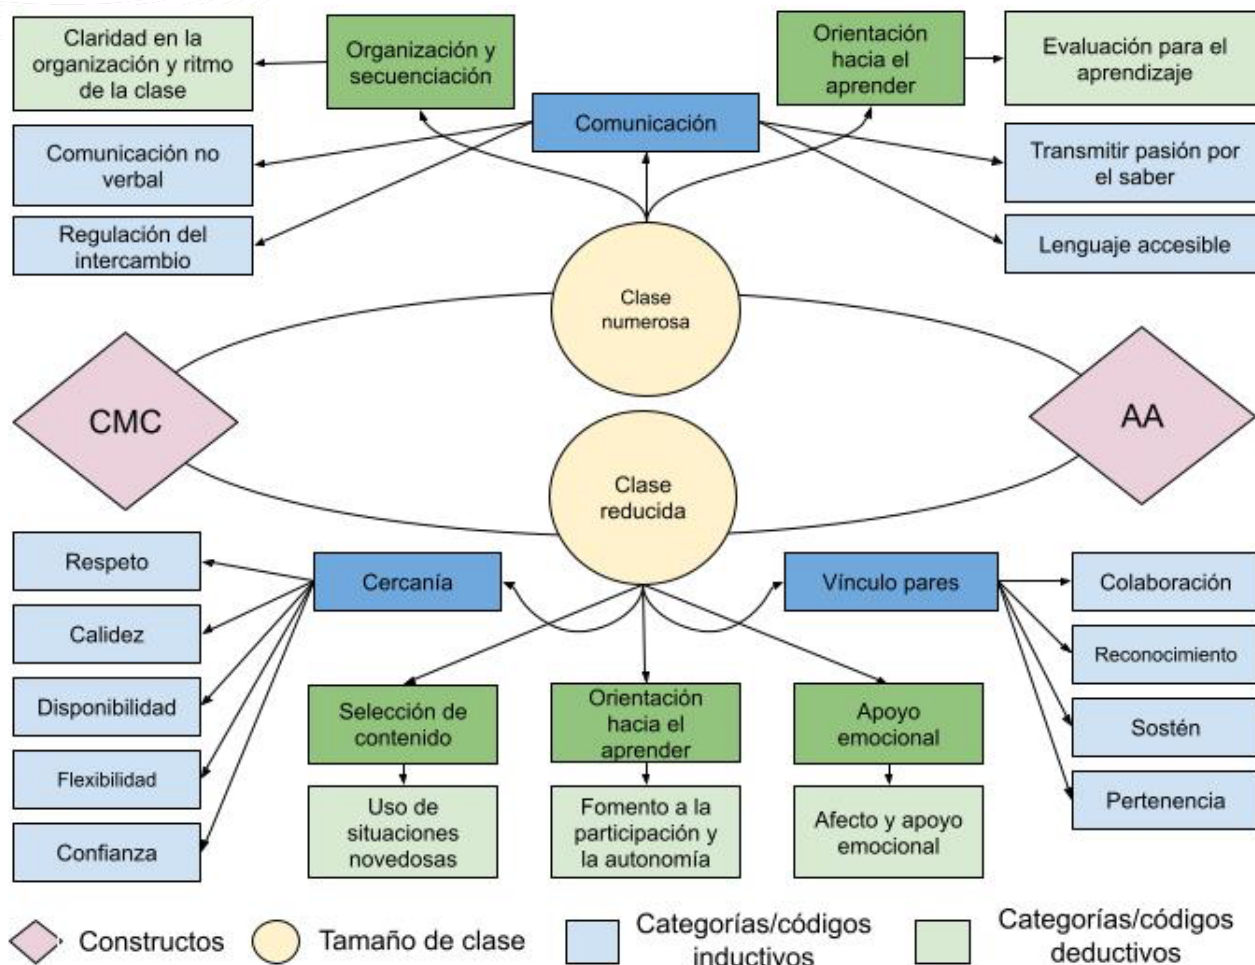 Claridad en la
organización y ritmo
de la clase
Organización y
secuenciación
Orientación
hacia el
aprender
Evaluación para el
aprendizaje
Comunicación
Comunicación no
verbal
Transmitir pasión por
el saber
Regulación del
intercambio
Lenguaje accesible
Clase
numerosa
CMC
AA
Clase
reducida
Respeto
Cercanía
Vínculo pares
Colaboración
Calidez
Reconocimiento
Disponibilidad
Selección de
contenido
Orientación
hacia el
aprender
Apoyo
emocional
Sostén
Flexibilidad
Uso de
situaciones
novedosas
Fomento a la
participación y
la autonomía
Afecto y apoyo
emocional
Pertenencia
Confianza
Constructos
Tamaño de clase
Categorías/códigos
inductivos
Categorías/códigos
deductivos